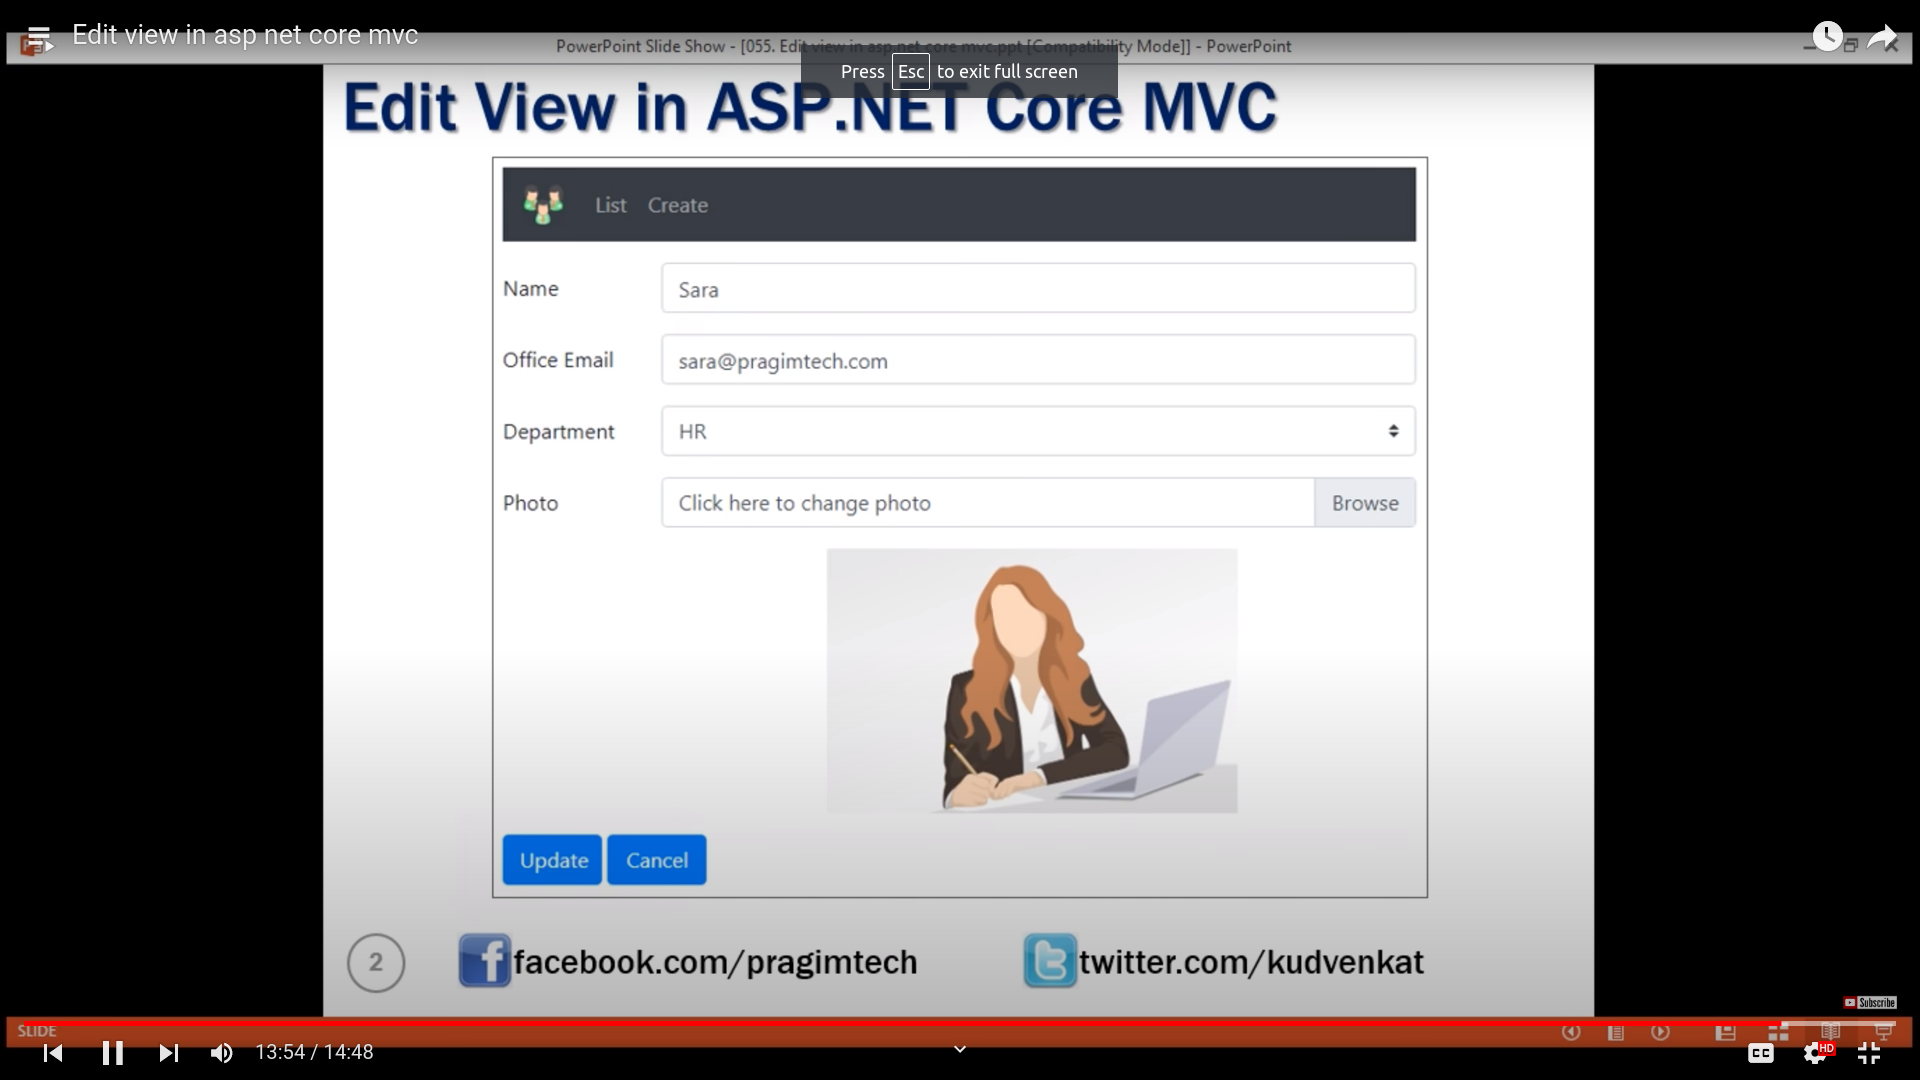 Edit view in asp net core mvc
PowerPoint Slide Show - [055. Edit view in asp.net core mvc.ppt [Compatibility Mode]] - PowerPoint
Press Esc to exit full screen
Edit View in ASP.NET Core MVC
List Create
Name Sara
Office Email sara@pragimtech.com
Department HR
Photo Click here to change photo Browse
Update Cancel
2 facebook.com/pragimtech twitter.com/kudvenkat
Subscribe
SLIDE
13:54 / 14:48
CC HD